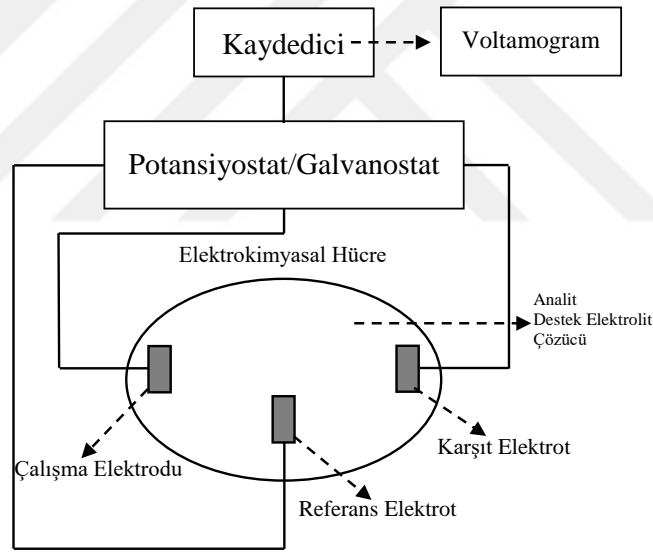 Kaydedici
Voltamogram
Potansiyostat/Galvanostat
Elektrokimyasal Hücre
Analit
Destek Elektrolit
Çözücü
Çalışma Elektrodu
Karşıt Elektrot
Referans Elektrot